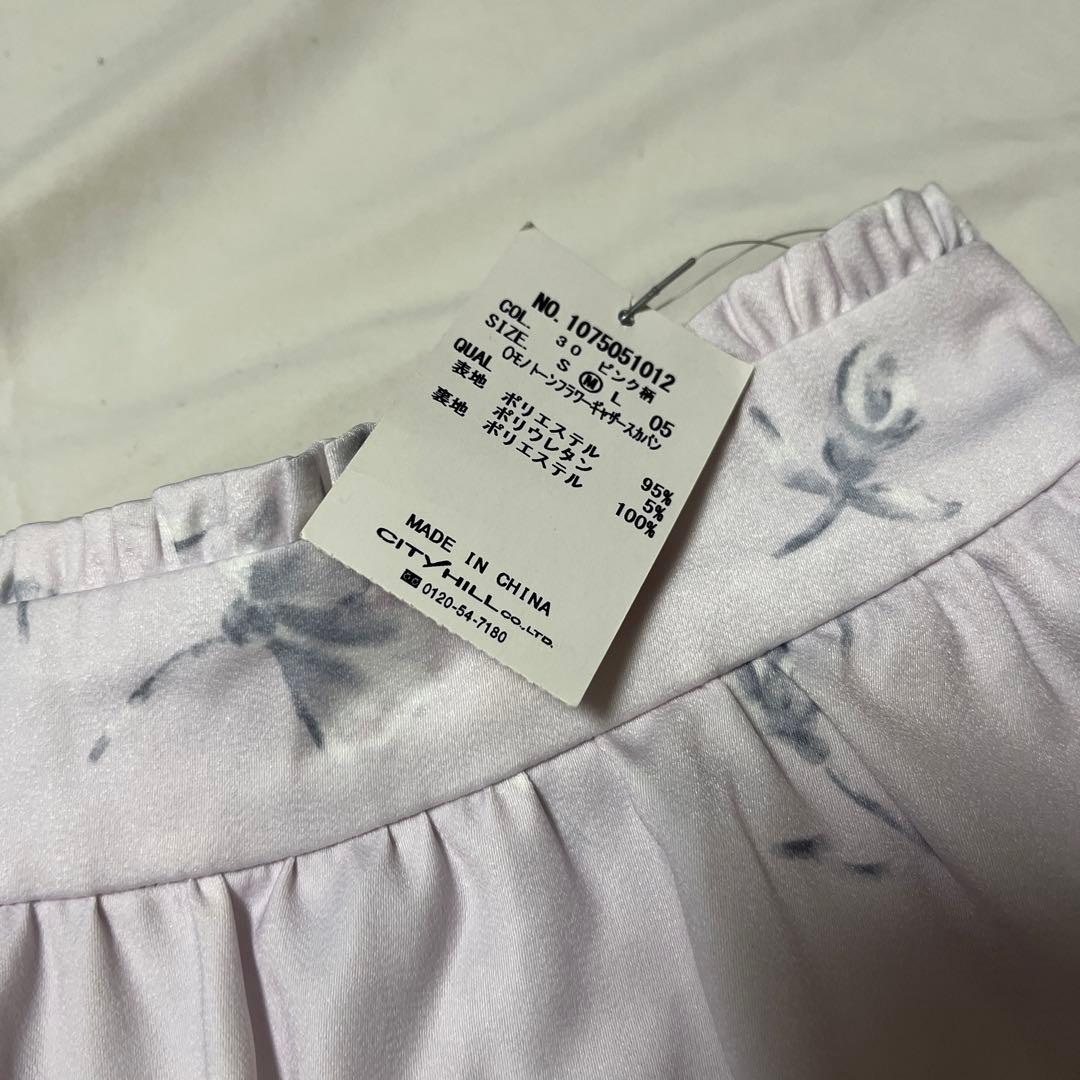 NO. 1075051012
COL. 30 ピンク柄
SIZE. S Ⓜ L 05
QUAL 0モノトーンフラワーギャザースカパン
表地 ポリエステル 95%
ポリウレタン 5%
裏地 ポリエステル 100%
MADE IN CHINA
CITY HILL CO.,LTD.
0120-54-7180